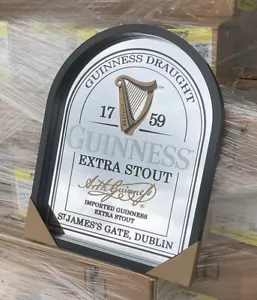 GUINNESS DRAUGHT
17 59
GUINNESS
EXTRA STOUT
Arth Guinness
IMPORTED GUINNESS
EXTRA STOUT
ST JAMES'S GATE, DUBLIN